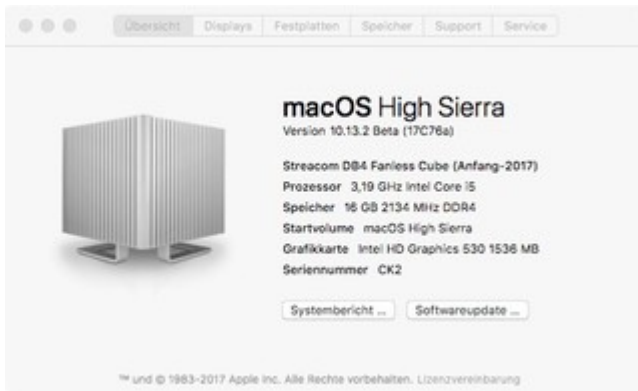 Übersicht Displays Festplatten Speicher Support Service
macOS High Sierra
Version 10.13.2 Beta (17C76a)
Streacom DB4 Fanless Cube (Anfang-2017)
Prozessor 3,19 GHz Intel Core i5
Speicher 16 GB 2134 MHz DDR4
Startvolume macOS High Sierra
Grafikkarte Intel HD Graphics 530 1536 MB
Seriennummer CK2
Systembericht ... Softwareupdate ...
™ und © 1983-2017 Apple Inc. Alle Rechte vorbehalten. Lizenzvereinbarung